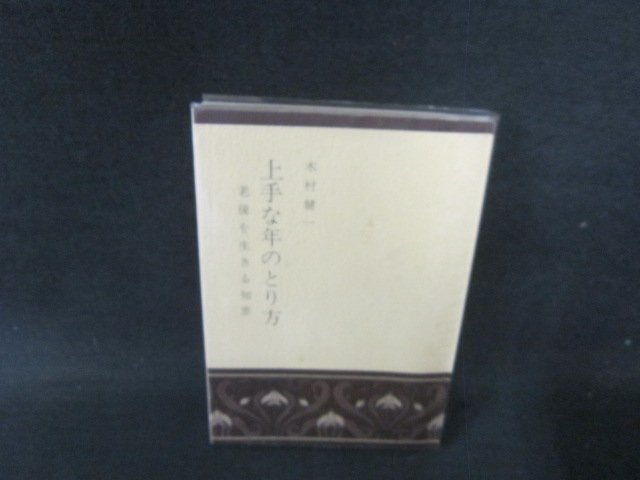 木村健一
上手な年のとり方
老後を生きる知恵